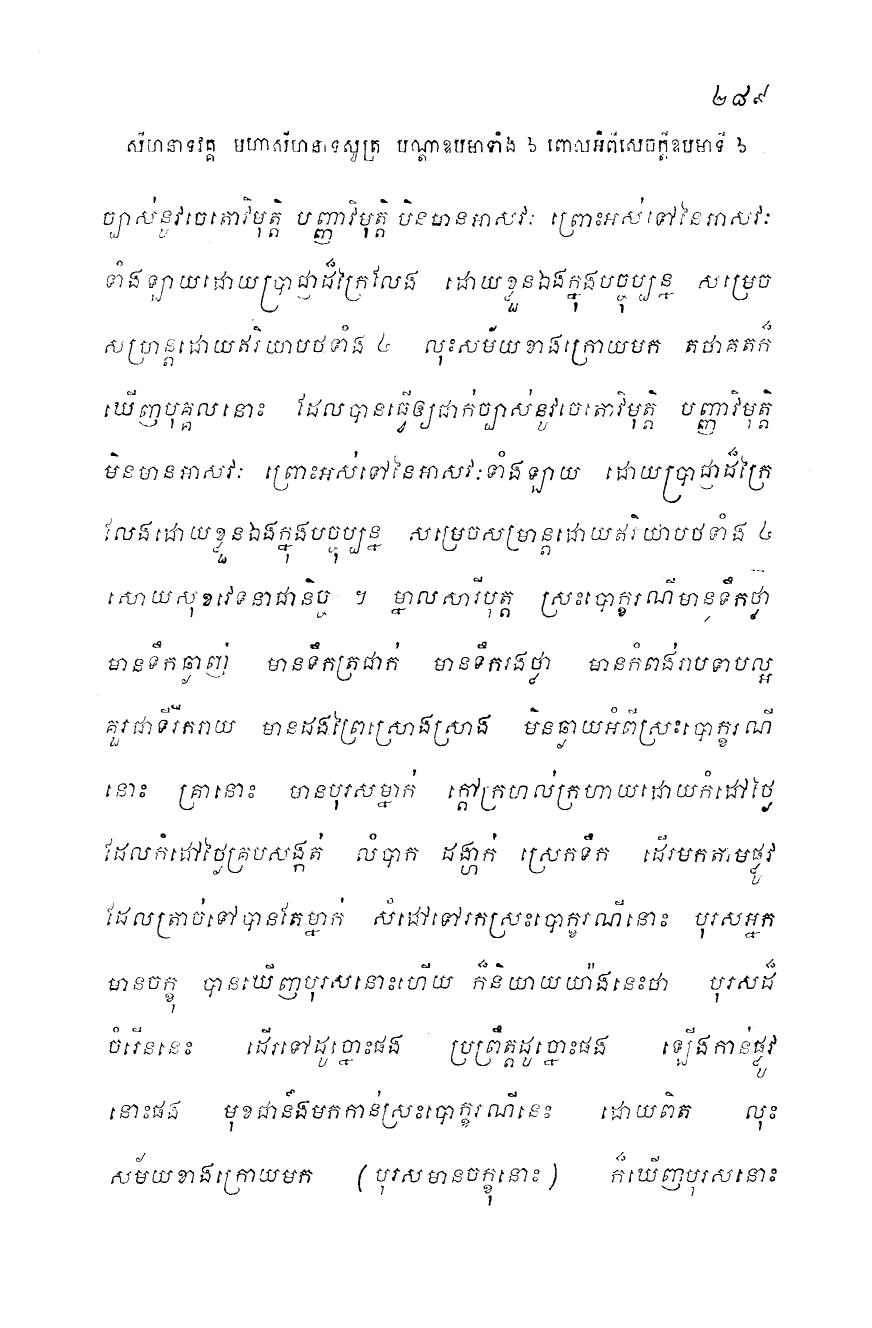 ២៨៩
សីហនាទវគ្គ មហាសីហនាទសូត្រ បណ្តាឧបមាទាំង ៦ ពោលអំពីសេចក្តីឧបមាទី ៦
ច្បាស់នូវចេតោវិមុត្តិ បញ្ញាវិមុត្តិ មិនមានអាសវៈ ព្រោះអស់ទៅនៃអាសវៈ
ទាំងឡាយដោយប្រាជ្ញាដ៏ក្រៃលែង ដោយខ្លួនឯងក្នុងបច្ចុប្បន្ន សម្រេច
សម្រាន្តដោយឥរិយាបថទាំង ៤ លុះសម័យខាងក្រោយមក តថាគតក៏
ឃើញបុគ្គលនោះ ដែលបានធ្វើឲ្យជាក់ច្បាស់នូវចេតោវិមុត្តិ បញ្ញាវិមុត្តិ
មិនមានអាសវៈ ព្រោះអស់ទៅនៃអាសវៈទាំងឡាយ ដោយប្រាជ្ញាដ៏ក្រៃ
លែងដោយខ្លួនឯងក្នុងបច្ចុប្បន្ន សម្រេចសម្រាន្តដោយឥរិយាបថទាំង ៤
សោយសុខវេទនាជានិច្ច ។ ម្នាលសារីបុត្ត ស្រះបោក្ខរណីមានទឹកថ្លា
មានទឹកឆ្ងាញ់ មានទឹកត្រជាក់ មានទឹករងថ្លា មានកំពង់រាបទាបល្អ
គួរជាទីរីករាយ មានដងព្រៃស្រោងស្រាង មិនឆ្ងាយអំពីស្រះបោក្ខរណី
នោះ គ្រានោះ មានបុរសម្នាក់ ក្តៅក្រហល់ក្រហាយដោយកំដៅថ្ងៃ
ដែលកំដៅថ្ងៃគ្របសង្កត់ លំបាក ដង្ហក់ ស្រេកទឹក ដើរមកតាមផ្លូវ
ដែលត្រាច់ទៅបានតែម្នាក់ សំដៅទៅរកស្រះបោក្ខរណីនោះ បុរសអ្នក
មានចក្ខុ បានឃើញបុរសនោះហើយ ក៏និយាយយ៉ាងនេះថា បុរសដ៏
ចំរើននេះ ដើរទៅដូច្នោះផង ប្រព្រឹត្តដូច្នោះផង ឡើងកាន់ផ្លូវ
នោះផង មុខជានឹងមកកាន់ស្រះបោក្ខរណីនេះ ដោយពិត លុះ
សម័យខាងក្រោយមក (បុរសមានចក្ខុនោះ) ក៏ឃើញបុរសនោះ